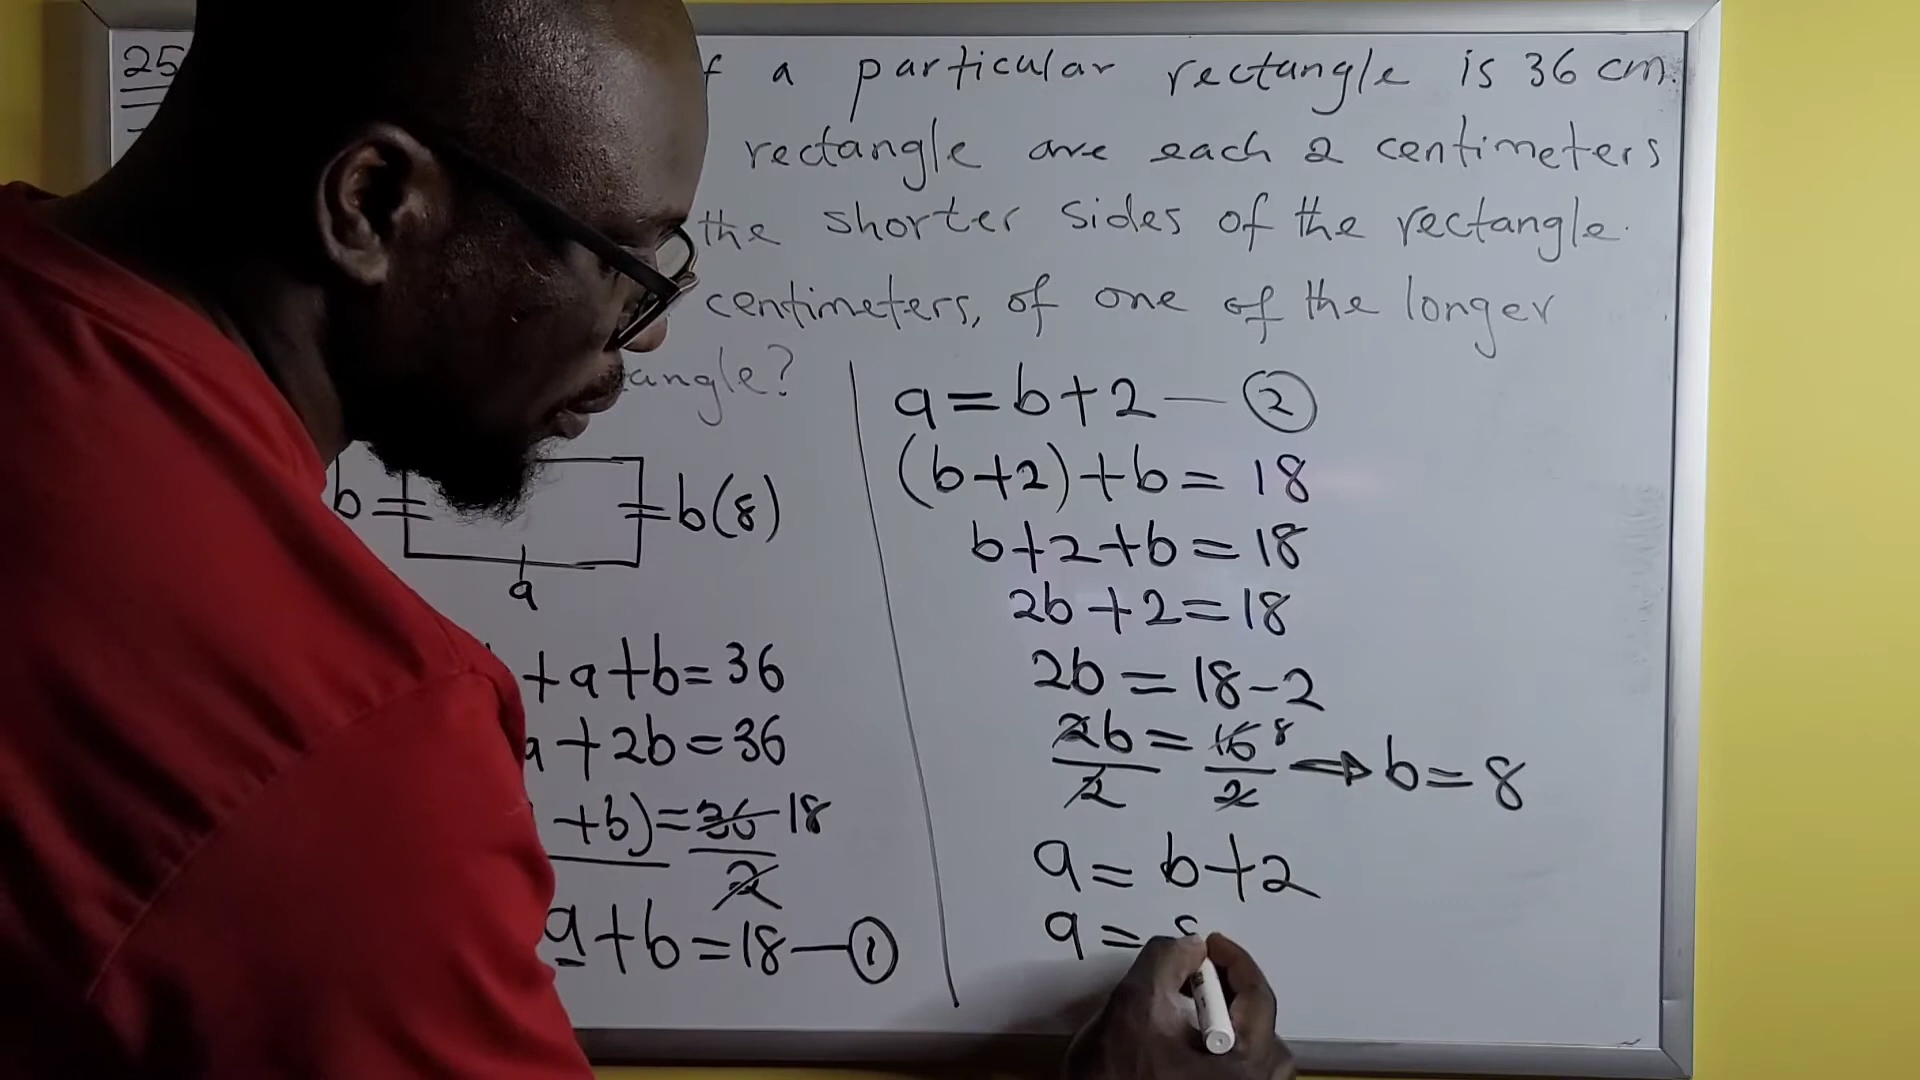 25
a particular rectangle is 36 cm.
rectangle are each 2 centimeters
the shorter sides of the rectangle.
centimeters, of one of the longer
angle?
b
b(8)
a
+a+b=36
a+2b=36
+b)=36 18
2
a+b=18 — 1
a=b+2 — 2
(b+2)+b=18
b+2+b=18
2b+2=18
2b=18-2
2b=16 8
2 2
⇒ b=8
a=b+2
a=8